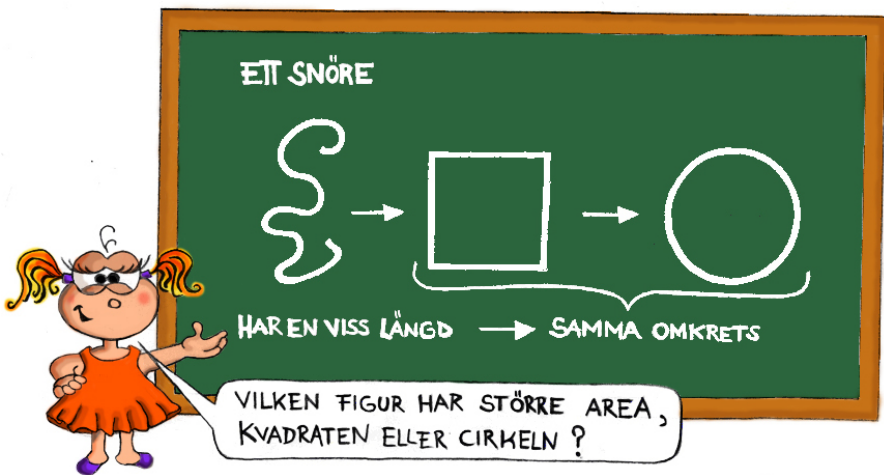 ETT SNÖRE
HAR EN VISS LÄNGD → SAMMA OMKRETS
VILKEN FIGUR HAR STÖRRE AREA,
KVADRATEN ELLER CIRKELN?